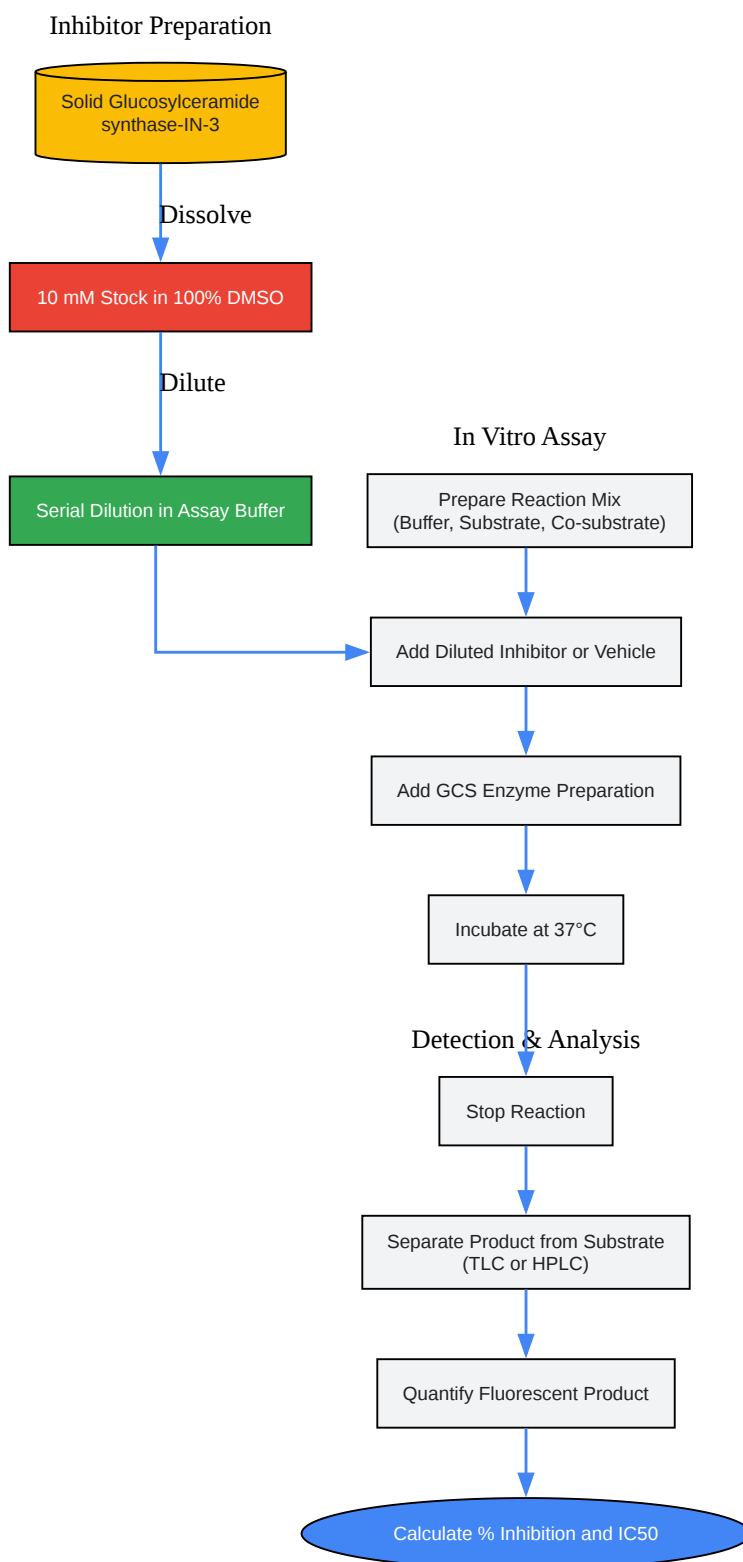 Inhibitor Preparation
Solid Glucosylceramide
synthase-IN-3
Dissolve
10 mM Stock in 100% DMSO
Dilute
Serial Dilution in Assay Buffer
In Vitro Assay
Prepare Reaction Mix
(Buffer, Substrate, Co-substrate)
Add Diluted Inhibitor or Vehicle
Add GCS Enzyme Preparation
Incubate at 37°C
Detection & Analysis
Stop Reaction
Separate Product from Substrate
(TLC or HPLC)
Quantify Fluorescent Product
Calculate % Inhibition and IC50